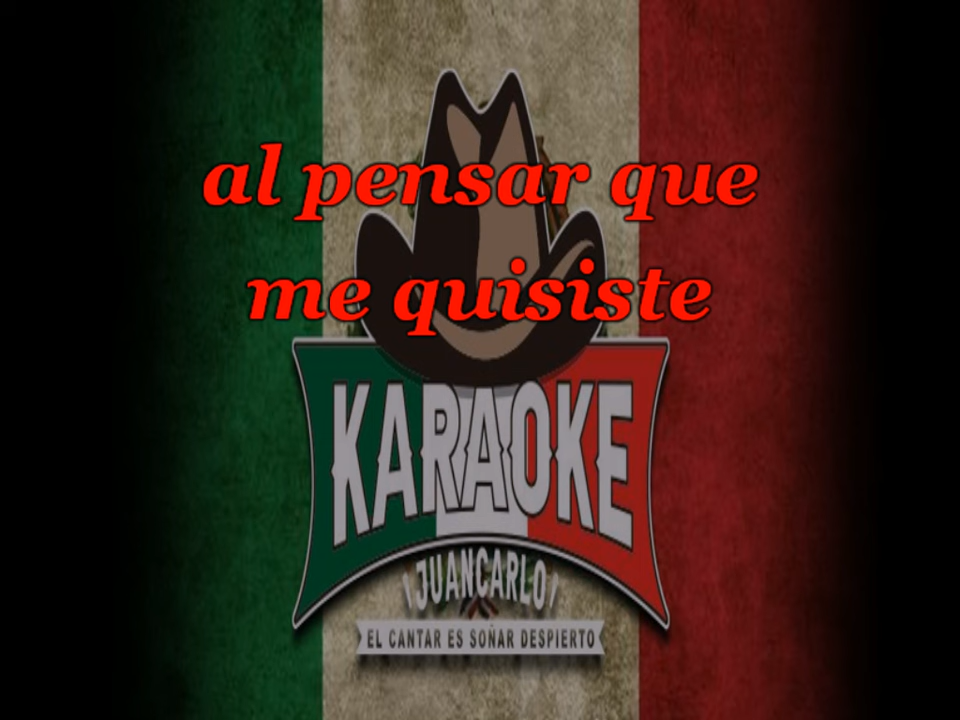 al pensar que
me quisiste
KARAOKE
¡JUANCARLO!
EL CANTAR ES SOÑAR DESPIERTO